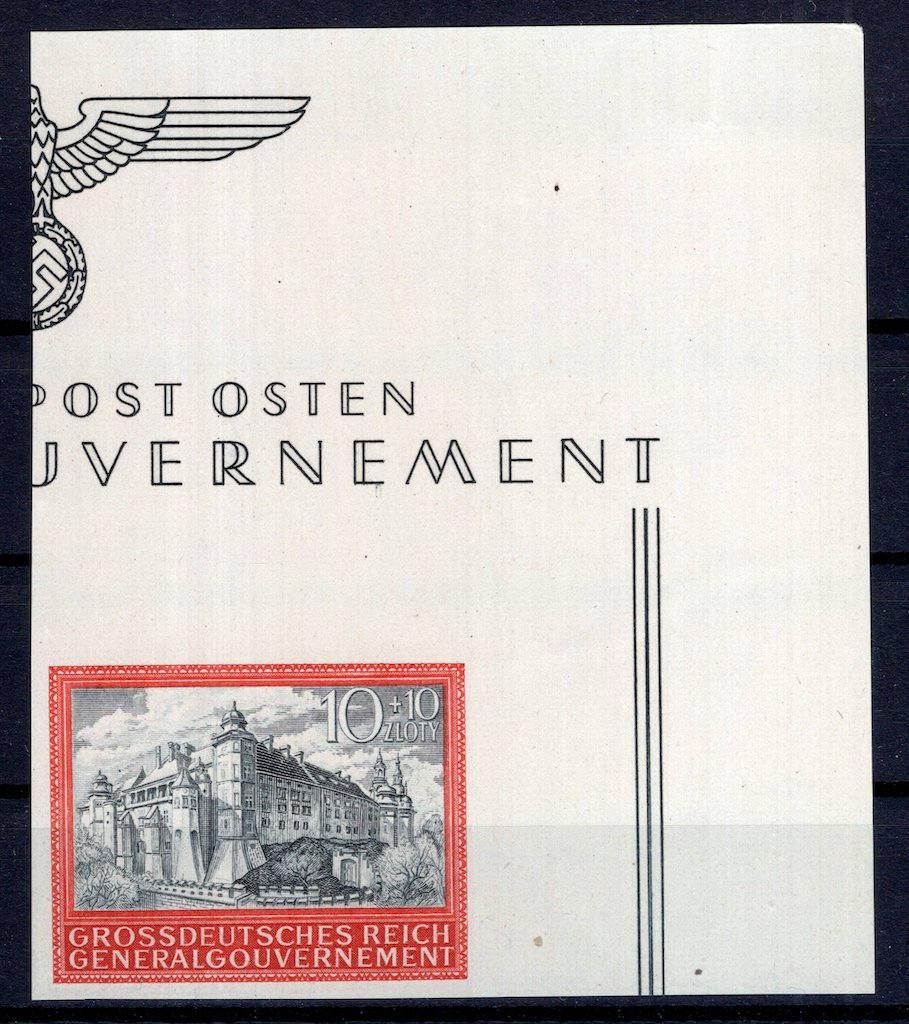 POST OSTEN
UVERNEMENT
10+10
ZLOTY
GROSSDEUTSCHES REICH
GENERALGOUVERNEMENT